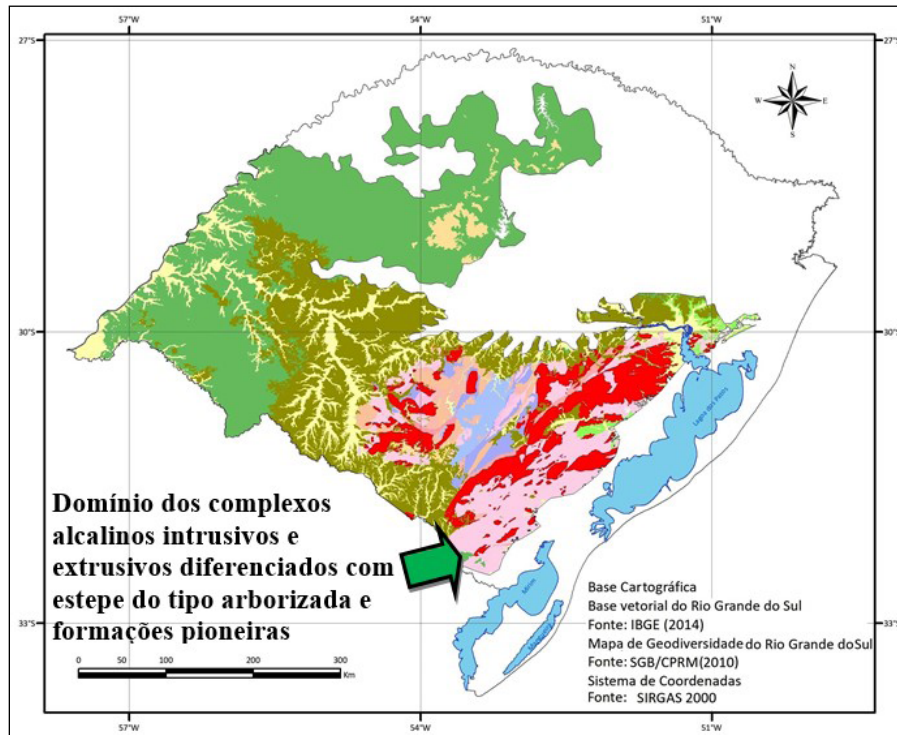 57°W
54°W
51°W
27°S
27°S
N
W
E
S
30°S
30°S
Lagoa dos Patos
Domínio dos complexos
alcalinos intrusivos e
extrusivos diferenciados com
estepe do tipo arborizada e
formações pioneiras
Mirim
Mangueira
Base Cartográfica
Base vetorial do Rio Grande do Sul
Fonte: IBGE (2014)
Mapa de Geodiversidade do Rio Grande do Sul
Fonte: SGB/CPRM(2010)
Sistema de Coordenadas
Fonte: SIRGAS 2000
33°S
33°S
0 50 100 200 300
Km
57°W
54°W
51°W